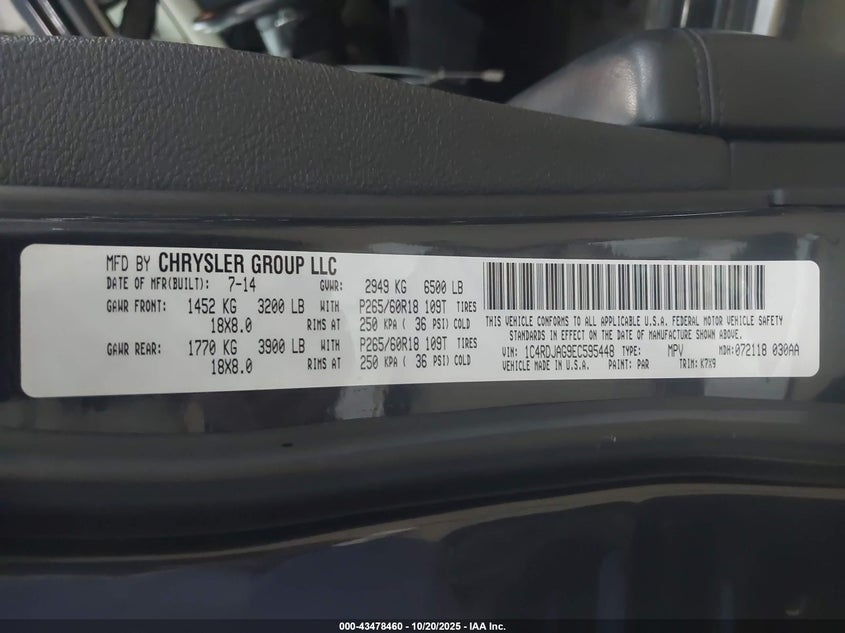 MFD BY CHRYSLER GROUP LLC
DATE OF MFR(BUILT): 7-14 GVWR: 2949 KG 6500 LB
GAWR FRONT: 1452 KG 3200 LB WITH P265/60R18 109T TIRES
18X8.0 RIMS AT 250 KPA ( 36 PSI) COLD
GAWR REAR: 1770 KG 3900 LB WITH P265/60R18 109T TIRES
18X8.0 RIMS AT 250 KPA ( 36 PSI) COLD
THIS VEHICLE CONFORMS TO ALL APPLICABLE U.S.A. FEDERAL MOTOR VEHICLE SAFETY
STANDARDS IN EFFECT ON THE DATE OF MANUFACTURE SHOWN ABOVE.
VIN: 1C4RDJAG9EC595448 TYPE: MPV MDH: 072118 030AA
VEHICLE MADE IN U.S.A. PAINT: PAR TRIM: K7X9
000-43478460 - 10/20/2025 - IAA Inc.